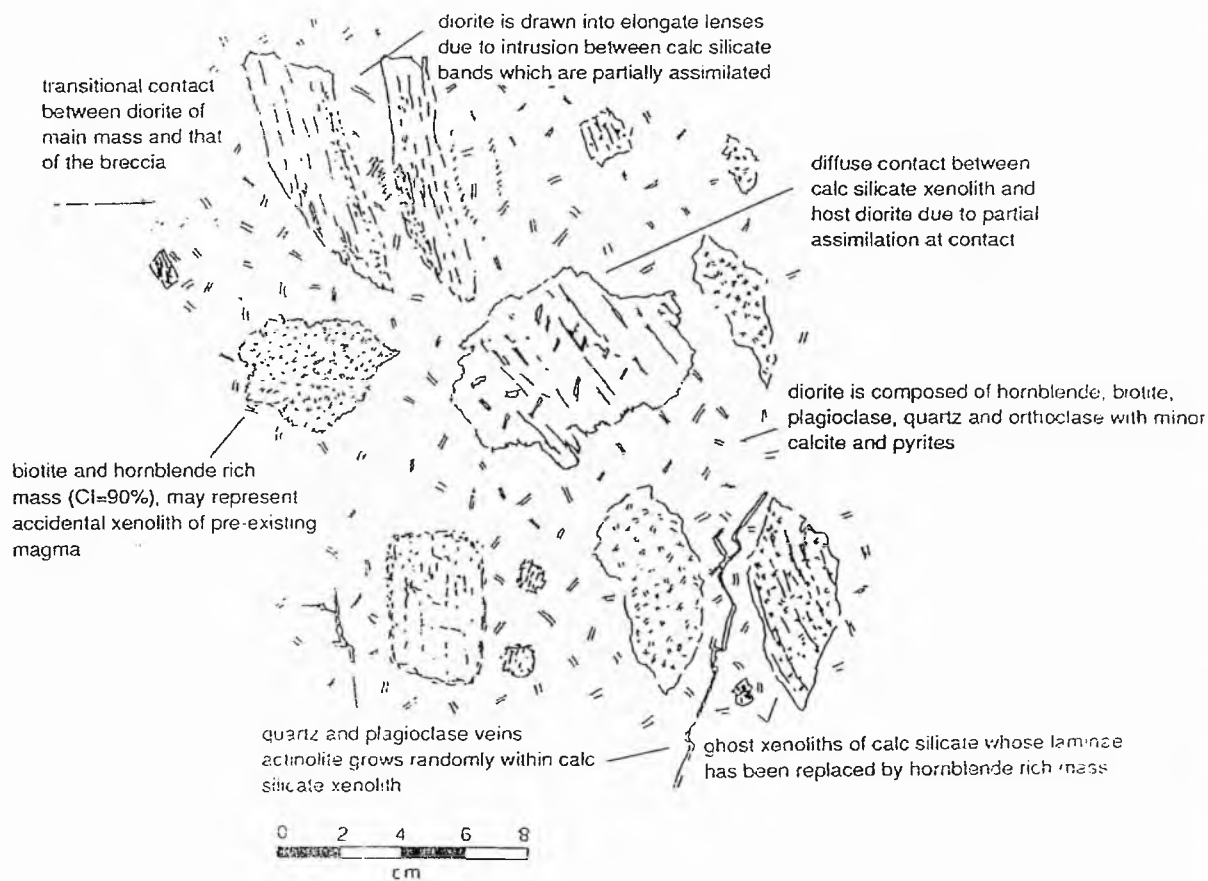 diorite is drawn into elongate lenses
due to intrusion between calc silicate
bands which are partially assimilated
transitional contact
between diorite of
main mass and that
of the breccia
diffuse contact between
calc silicate xenolith and
host diorite due to partial
assimilation at contact
diorite is composed of hornblende, biotite,
plagioclase, quartz and orthoclase with minor
calcite and pyrites
biotite and hornblende rich
mass (CI=90%), may represent
accidental xenolith of pre-existing
magma
quartz and plagioclase veins
actinolite grows randomly within calc
silicate xenolith
ghost xenoliths of calc silicate whose laminae
has been replaced by hornblende rich mass
0 2 4 6 8
cm